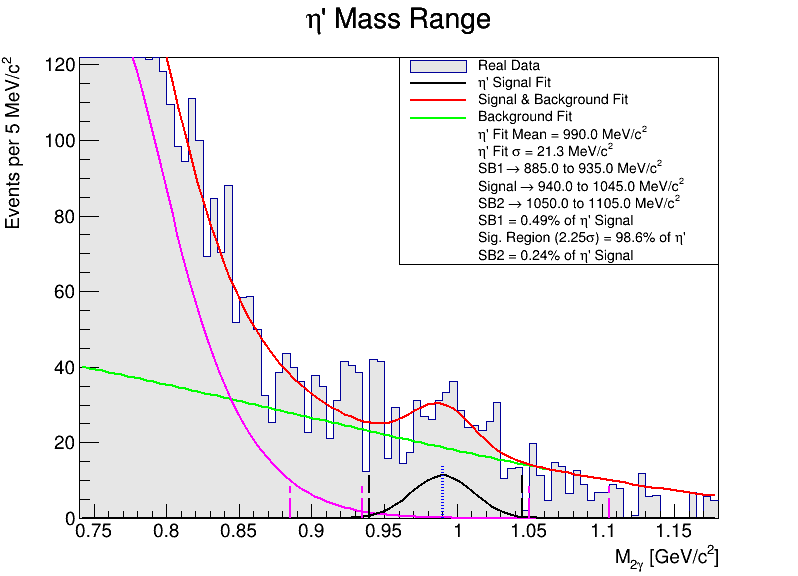 η' Mass Range
Events per 5 MeV/c²
120
100
80
60
40
20
0
Real Data
η' Signal Fit
Signal & Background Fit
Background Fit
η' Fit Mean = 990.0 MeV/c²
η' Fit σ = 21.3 MeV/c²
SB1 → 885.0 to 935.0 MeV/c²
Signal → 940.0 to 1045.0 MeV/c²
SB2 → 1050.0 to 1105.0 MeV/c²
SB1 = 0.49% of η' Signal
Sig. Region (2.25σ) = 98.6% of η'
SB2 = 0.24% of η' Signal
0.75 0.8 0.85 0.9 0.95 1 1.05 1.1 1.15
M₂γ [GeV/c²]